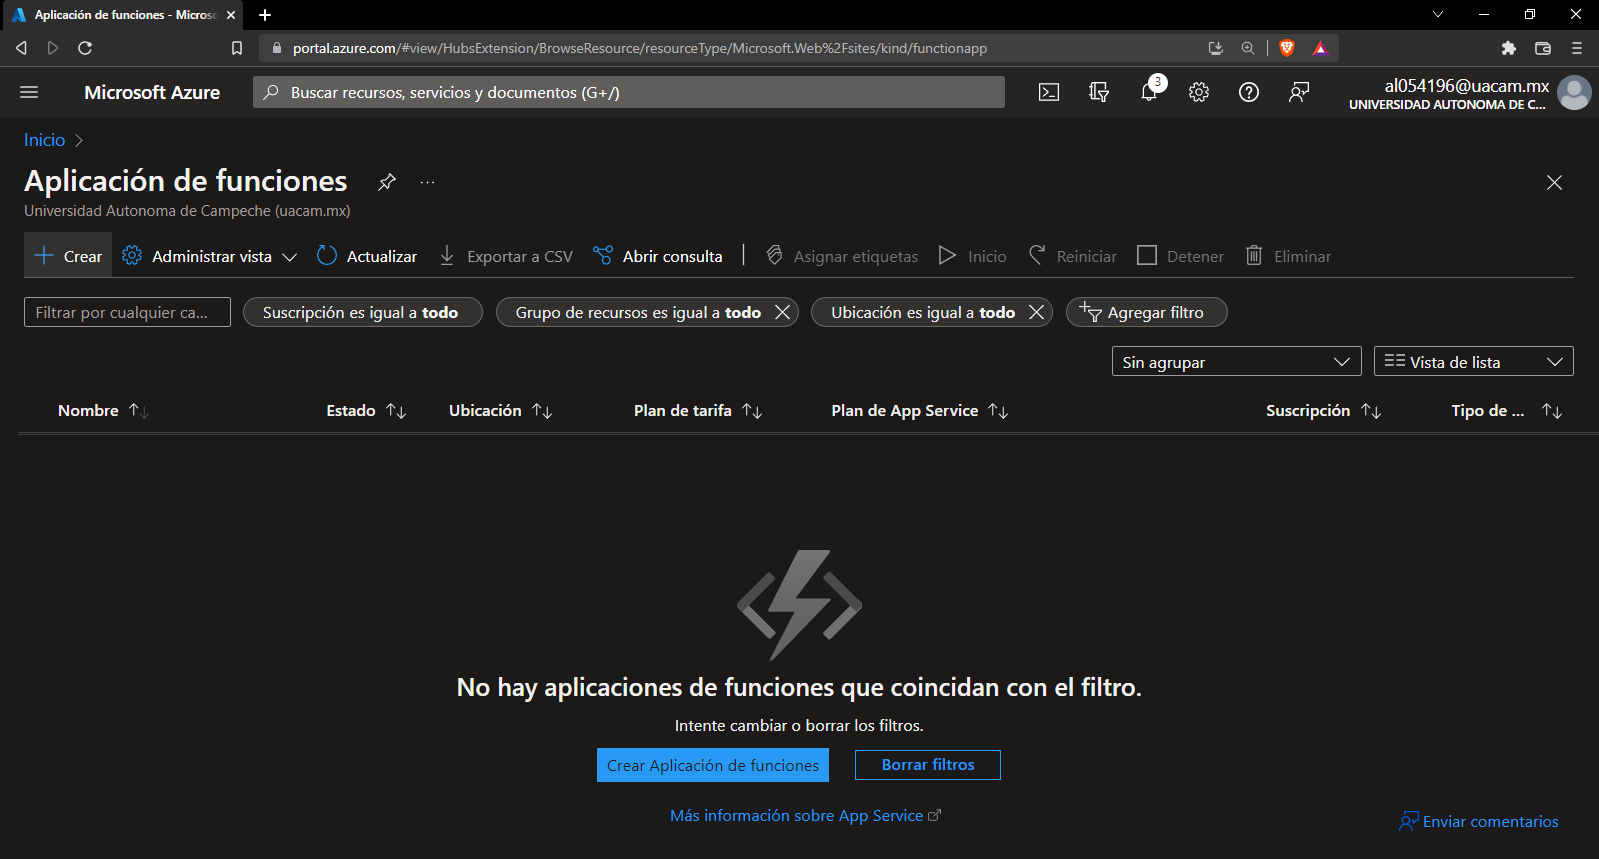 Aplicación de funciones - Micros
portal.azure.com/#view/HubsExtension/BrowseResource/resourceType/Microsoft.Web%2Fsites/kind/functionapp
Microsoft Azure
Buscar recursos, servicios y documentos (G+/)
3
al054196@uacam.mx
UNIVERSIDAD AUTONOMA DE C...
Inicio
Aplicación de funciones
...
Universidad Autonoma de Campeche (uacam.mx)
Crear
Administrar vista
Actualizar
Exportar a CSV
Abrir consulta
Asignar etiquetas
Inicio
Reiniciar
Detener
Eliminar
Filtrar por cualquier ca...
Suscripción es igual a todo
Grupo de recursos es igual a todo
Ubicación es igual a todo
Agregar filtro
Sin agrupar
Vista de lista
Nombre
Estado
Ubicación
Plan de tarifa
Plan de App Service
Suscripción
Tipo de ...
No hay aplicaciones de funciones que coincidan con el filtro.
Intente cambiar o borrar los filtros.
Crear Aplicación de funciones
Borrar filtros
Más información sobre App Service
Enviar comentarios